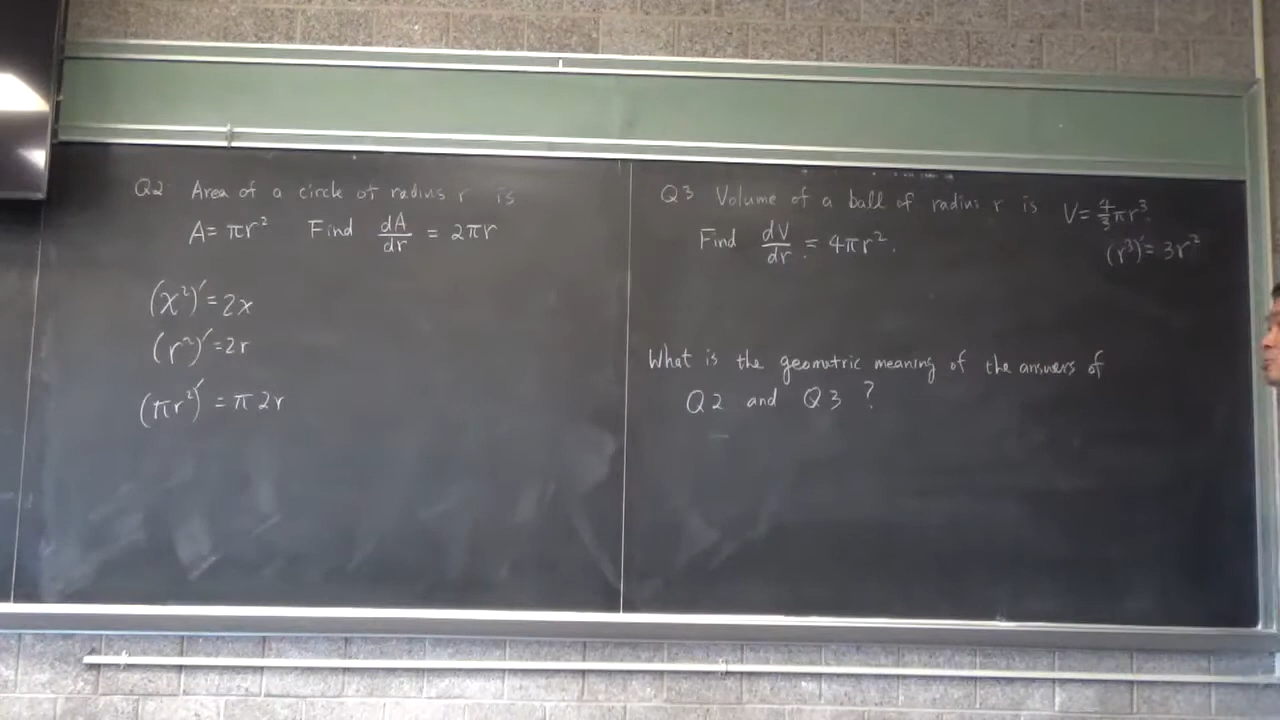 Q2 Area of a circle of radius r is
A = πr² Find dA/dr = 2πr
(x²)′ = 2x
(r²)′ = 2r
(πr²)′ = π 2r
Q3 Volume of a ball of radius r is V = 4/3 πr³.
Find dV/dr = 4πr².
(r³)′ = 3r²
What is the geometric meaning of the answers of
Q2 and Q3 ?